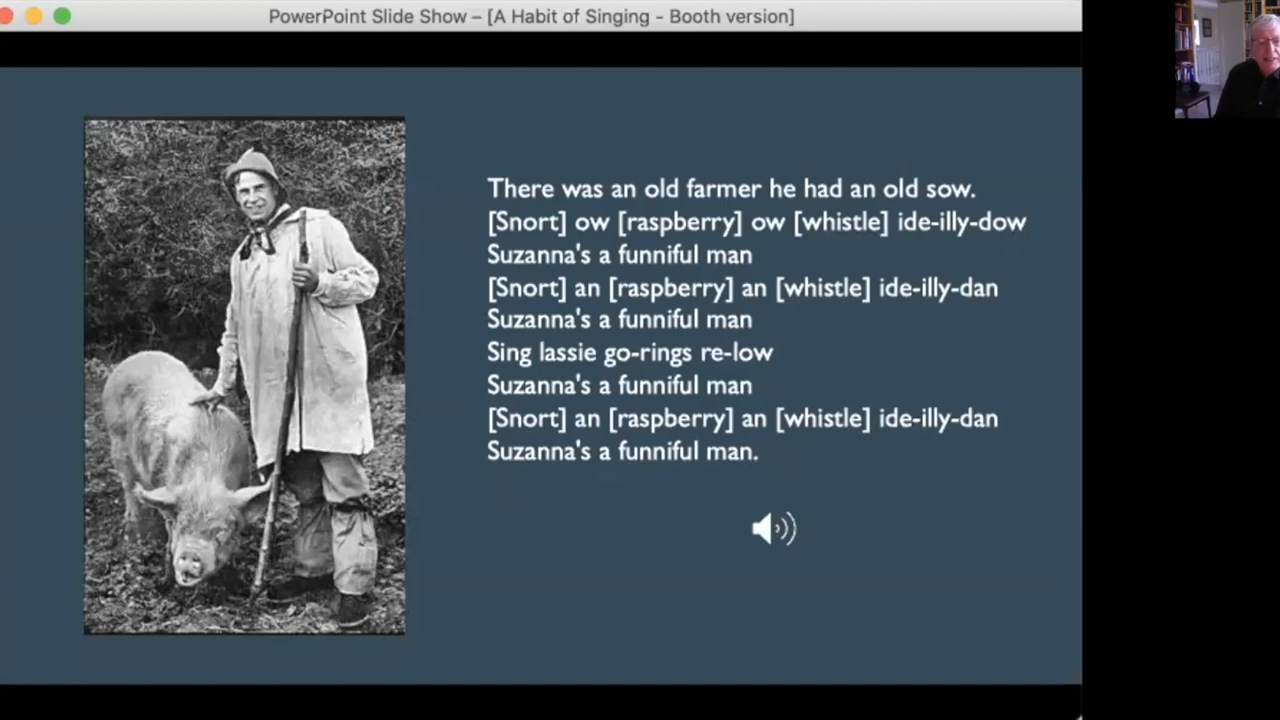 PowerPoint Slide Show – [A Habit of Singing - Booth version]
There was an old farmer he had an old sow.
[Snort] ow [raspberry] ow [whistle] ide-illy-dow
Suzanna's a funniful man
[Snort] an [raspberry] an [whistle] ide-illy-dan
Suzanna's a funniful man
Sing lassie go-rings re-low
Suzanna's a funniful man
[Snort] an [raspberry] an [whistle] ide-illy-dan
Suzanna's a funniful man.